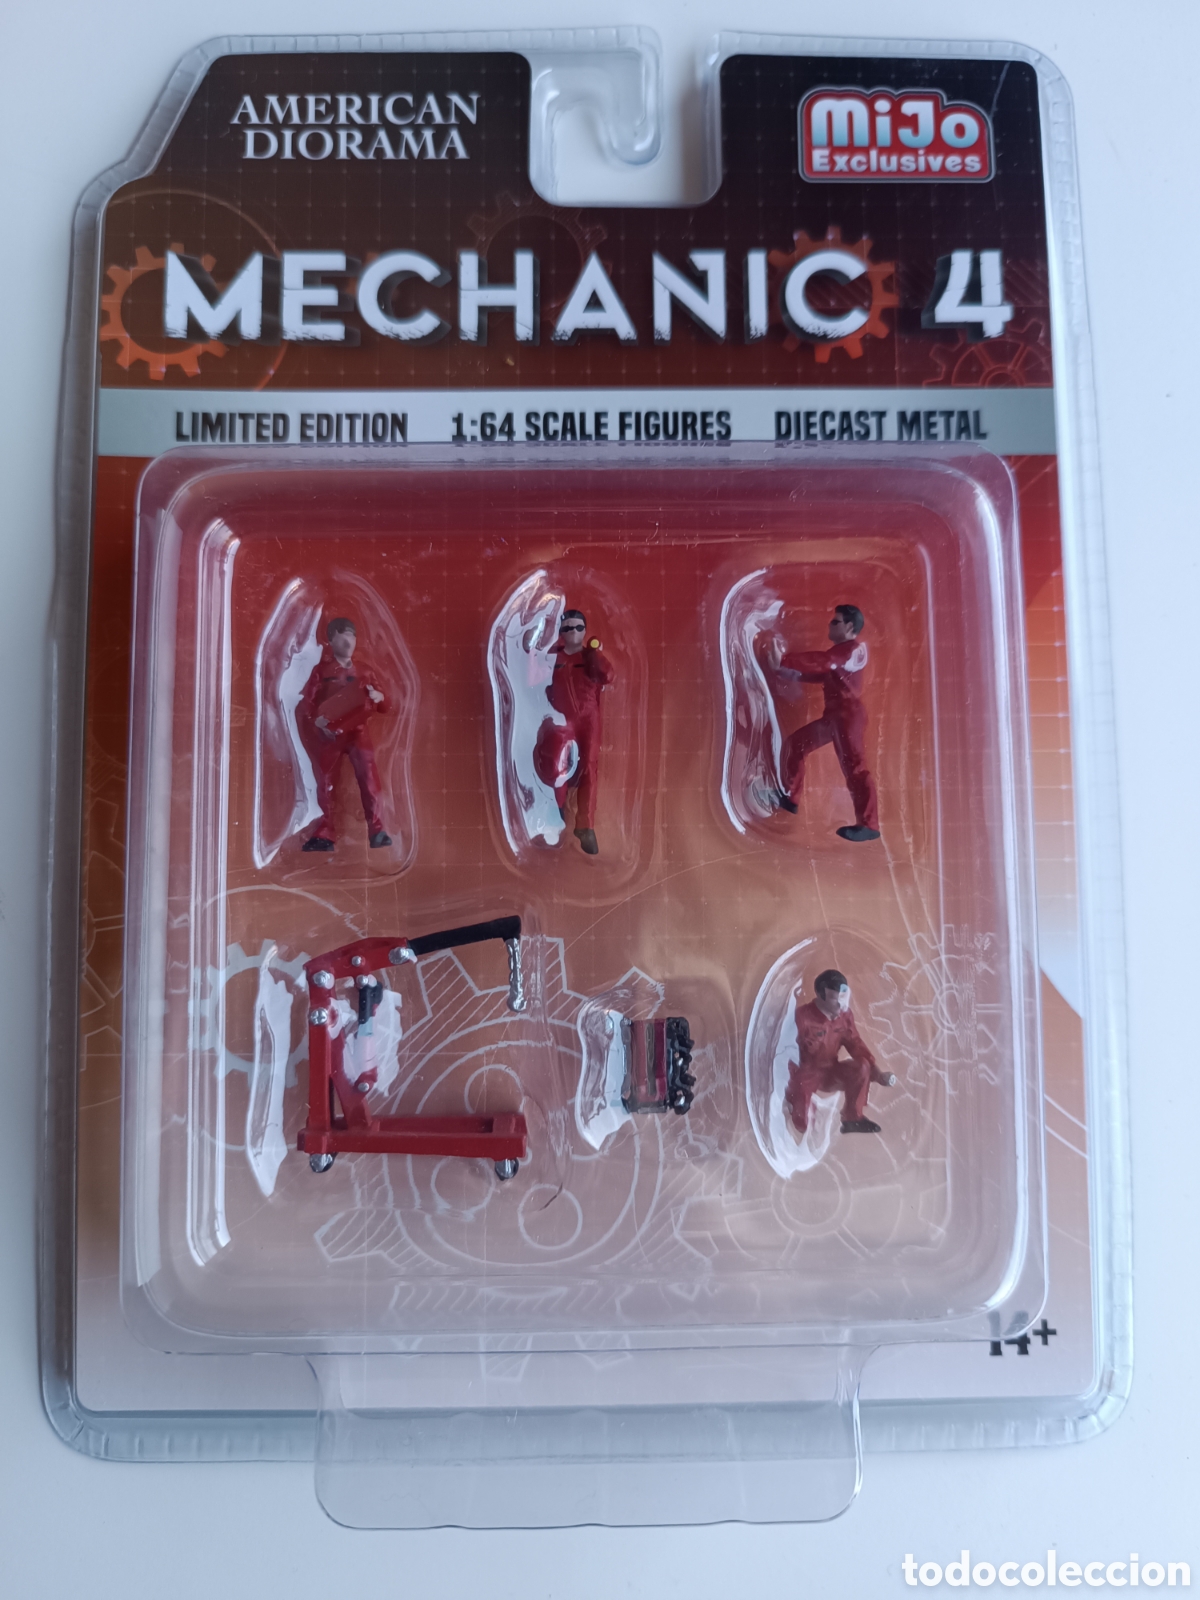 AMERICAN
DIORAMA
MiJo
Exclusives
MECHANIC 4
LIMITED EDITION 1:64 SCALE FIGURES DIECAST METAL
14+
todocoleccion